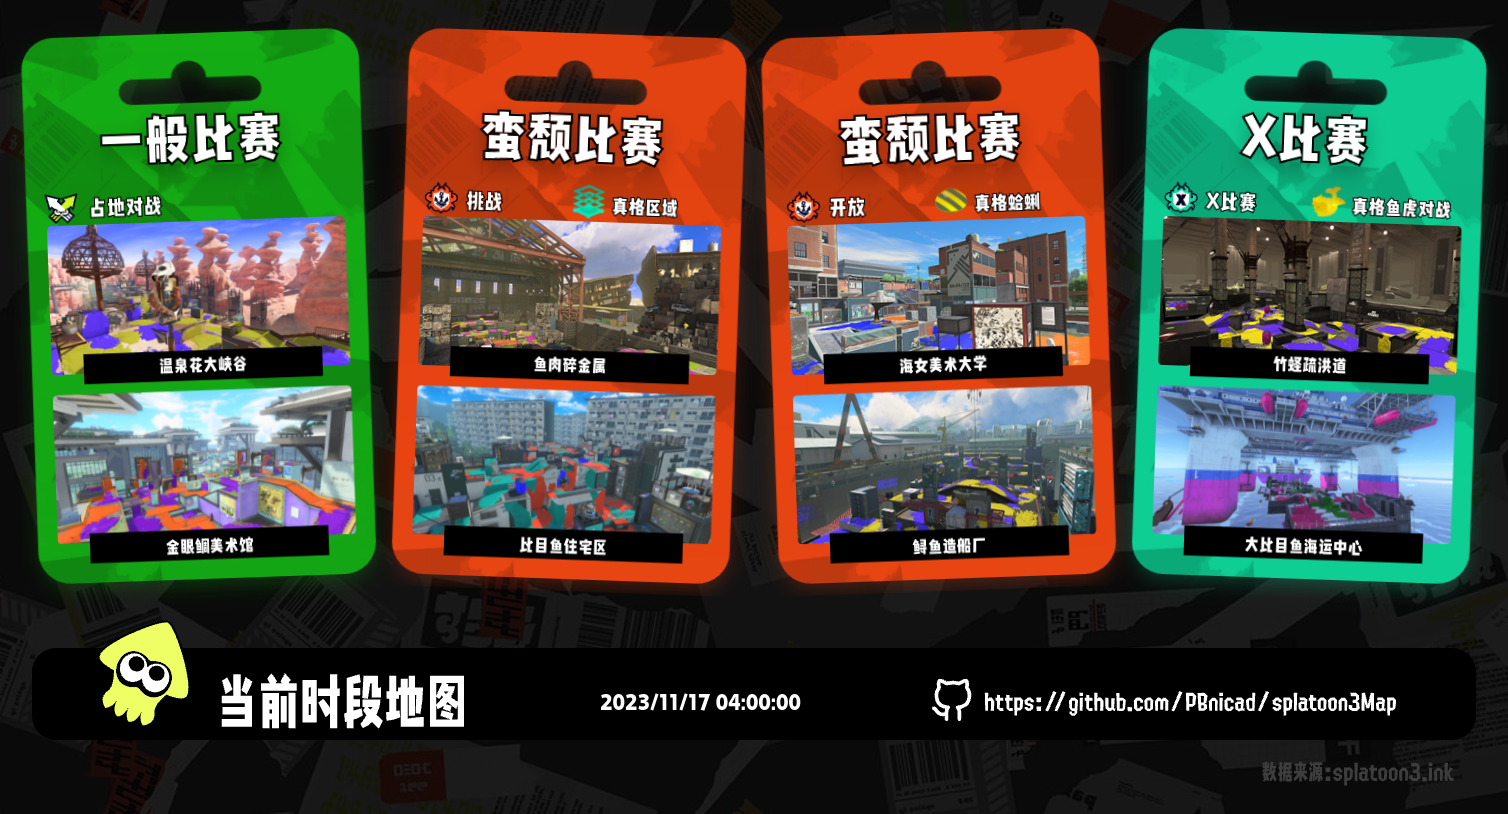 一般比赛
占地对战
温泉花大峡谷
金眼鲷美术馆
蛮颓比赛
挑战
真格区域
鱼肉碎金属
比目鱼住宅区
蛮颓比赛
开放
真格蛤蜊
海女美术大学
鲟鱼造船厂
X比赛
X比赛
真格鱼虎对战
竹蛏疏洪道
大比目鱼海运中心
当前时段地图
2023/11/17 04:00:00
https://github.com/PBnicad/splatoon3Map
数据来源:splatoon3.ink